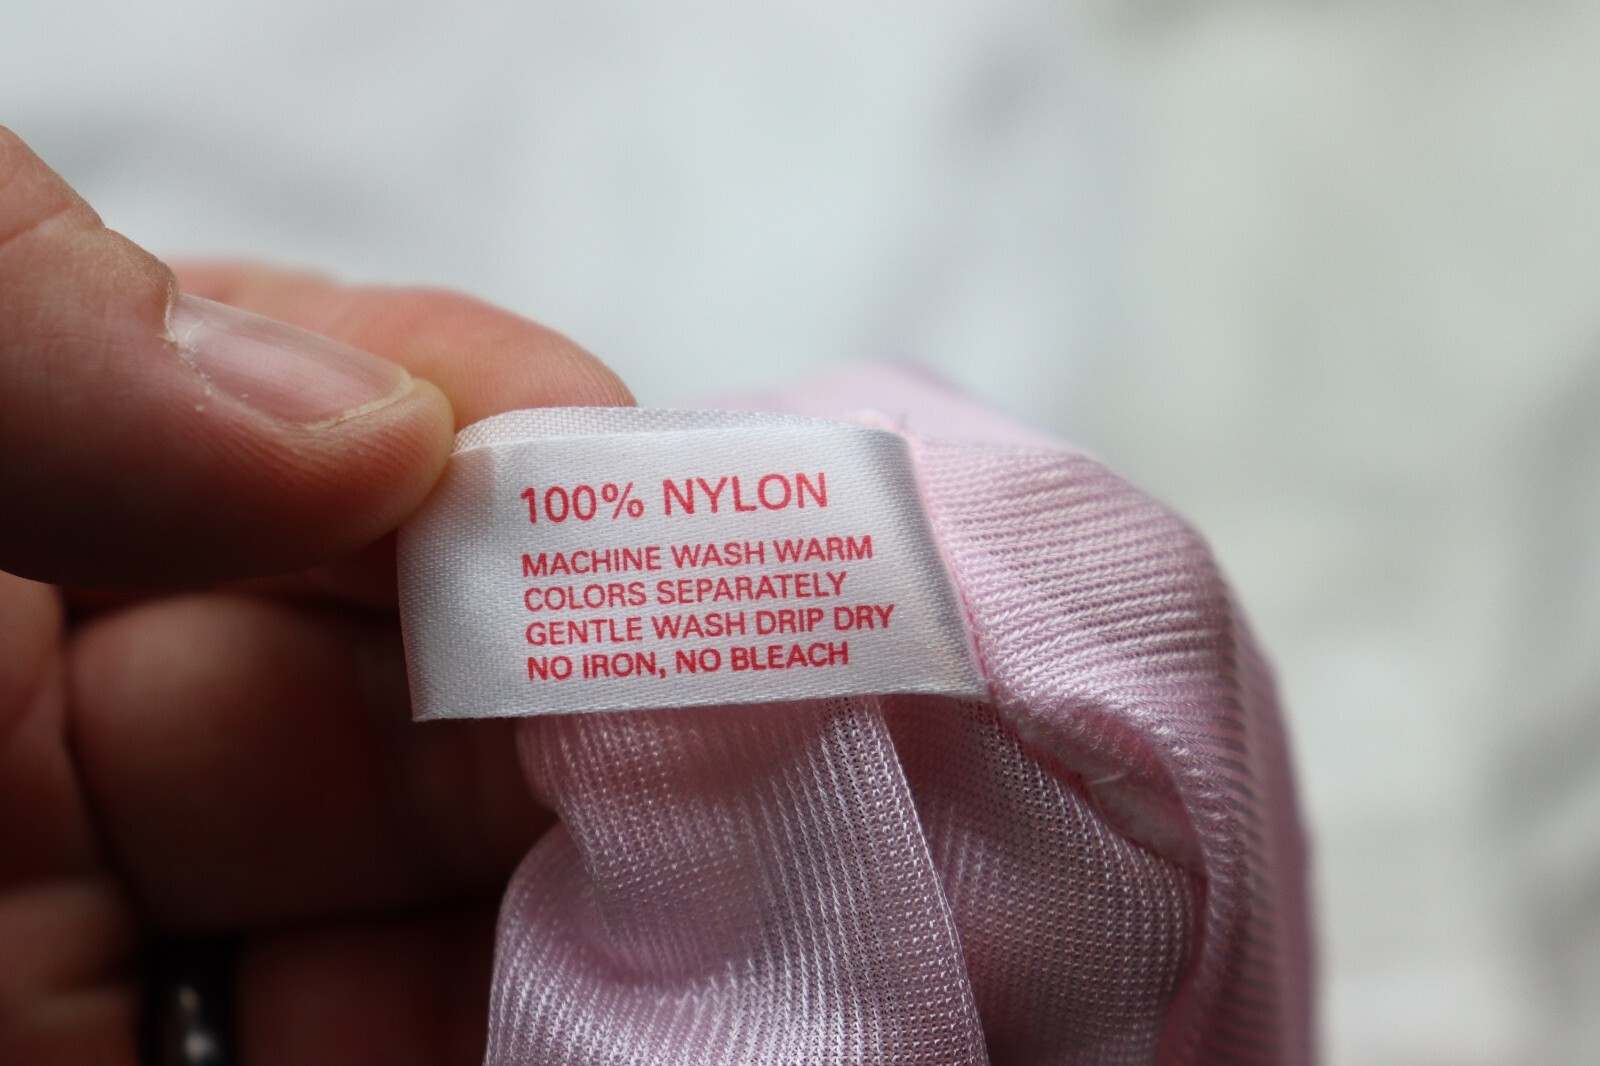 100% NYLON
MACHINE WASH WARM
COLORS SEPARATELY
GENTLE WASH DRIP DRY
NO IRON, NO BLEACH